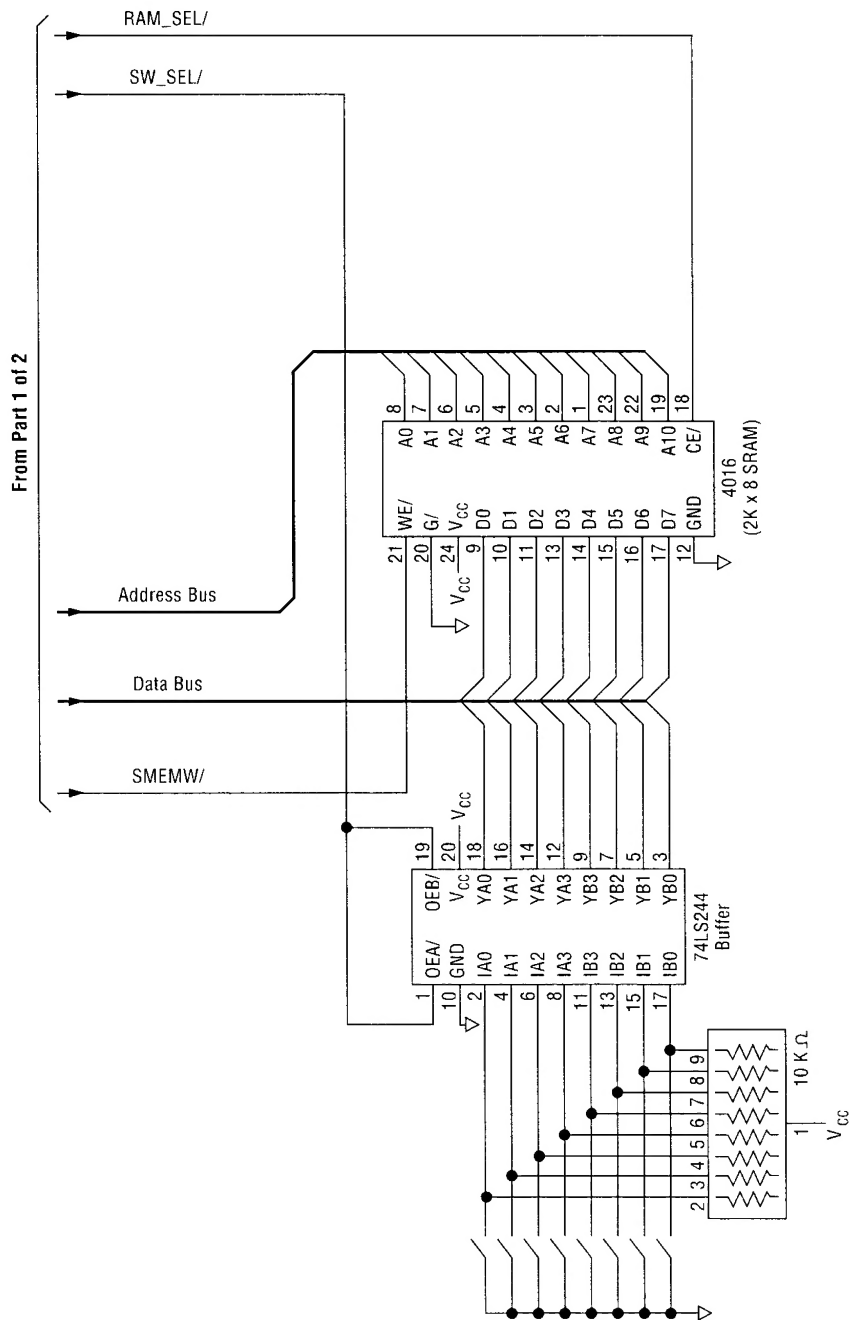 RAM_SEL/
SW_SEL/
From Part 1 of 2
Address Bus
Data Bus
SMEMW/
8 7 6 5 4 3 2 1 23 22 19 18
A0 A1 A2 A3 A4 A5 A6 A7 A8 A9 A10 CE/
WE/ G/ VCC D0 D1 D2 D3 D4 D5 D6 D7 GND
21 20 24 9 10 11 13 14 15 16 17 12
VCC
4016
(2K x 8 SRAM)
VCC
19 20 18 16 14 12 9 7 5 3
OEB/ VCC YA0 YA1 YA2 YA3 YB3 YB2 YB1 YB0
OEA/ GND IA0 IA1 IA2 IA3 IB3 IB2 IB1 IB0
1 10 2 4 6 8 11 13 15 17
74LS244
Buffer
2 3 4 5 6 7 8 9
10 K Ω
1
VCC